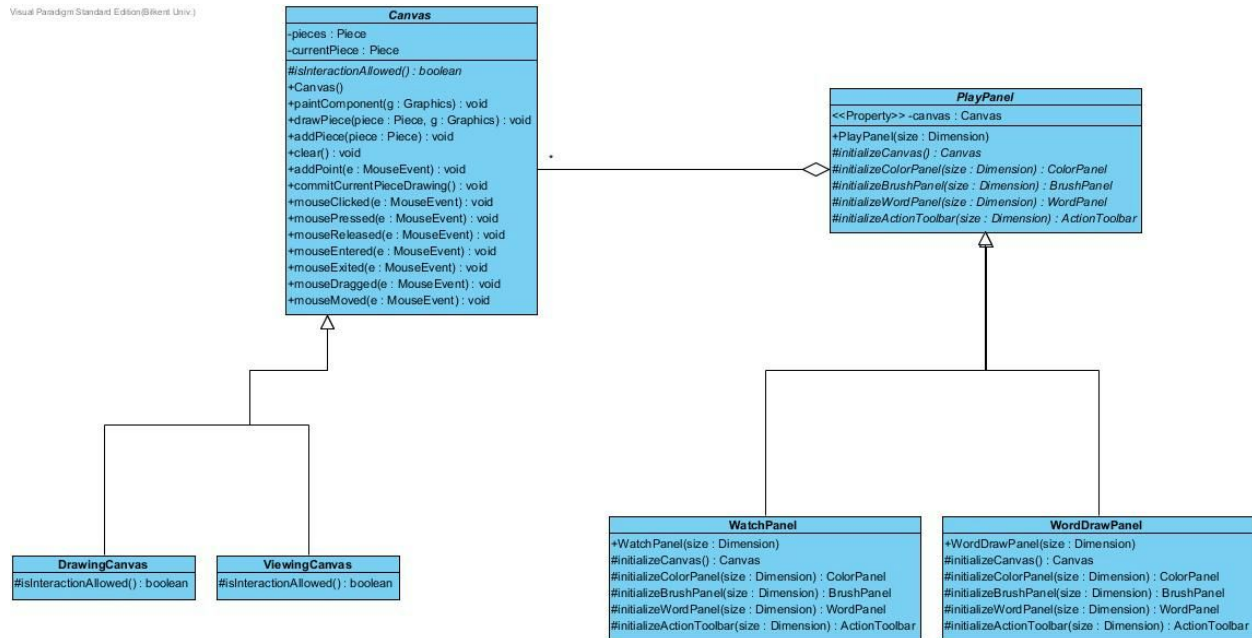 Visual Paradigm Standard Edition(Bilkent Univ.)
Canvas
-pieces : Piece
-currentPiece : Piece
#isInteractionAllowed() : boolean
+Canvas()
+paintComponent(g : Graphics) : void
+drawPiece(piece : Piece, g : Graphics) : void
+addPiece(piece : Piece) : void
+clear() : void
+addPoint(e : MouseEvent) : void
+commitCurrentPieceDrawing() : void
+mouseClicked(e : MouseEvent) : void
+mousePressed(e : MouseEvent) : void
+mouseReleased(e : MouseEvent) : void
+mouseEntered(e : MouseEvent) : void
+mouseExited(e : MouseEvent) : void
+mouseDragged(e : MouseEvent) : void
+mouseMoved(e : MouseEvent) : void
*
PlayPanel
<<Property>> -canvas : Canvas
+PlayPanel(size : Dimension)
#initializeCanvas() : Canvas
#initializeColorPanel(size : Dimension) : ColorPanel
#initializeBrushPanel(size : Dimension) : BrushPanel
#initializeWordPanel(size : Dimension) : WordPanel
#initializeActionToolbar(size : Dimension) : ActionToolbar
DrawingCanvas
#isInteractionAllowed() : boolean
ViewingCanvas
#isInteractionAllowed() : boolean
WatchPanel
+WatchPanel(size : Dimension)
#initializeCanvas() : Canvas
#initializeColorPanel(size : Dimension) : ColorPanel
#initializeBrushPanel(size : Dimension) : BrushPanel
#initializeWordPanel(size : Dimension) : WordPanel
#initializeActionToolbar(size : Dimension) : ActionToolbar
WordDrawPanel
+WordDrawPanel(size : Dimension)
#initializeCanvas() : Canvas
#initializeColorPanel(size : Dimension) : ColorPanel
#initializeBrushPanel(size : Dimension) : BrushPanel
#initializeWordPanel(size : Dimension) : WordPanel
#initializeActionToolbar(size : Dimension) : ActionToolbar